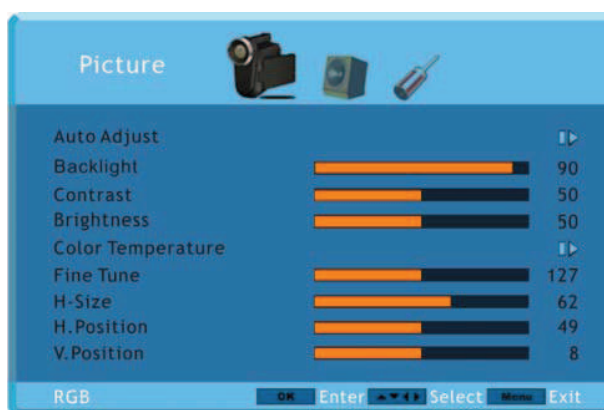 Picture
Auto Adjust
Backlight 90
Contrast 50
Brightness 50
Color Temperature
Fine Tune 127
H-Size 62
H.Position 49
V.Position 8
RGB OK Enter Select Menu Exit